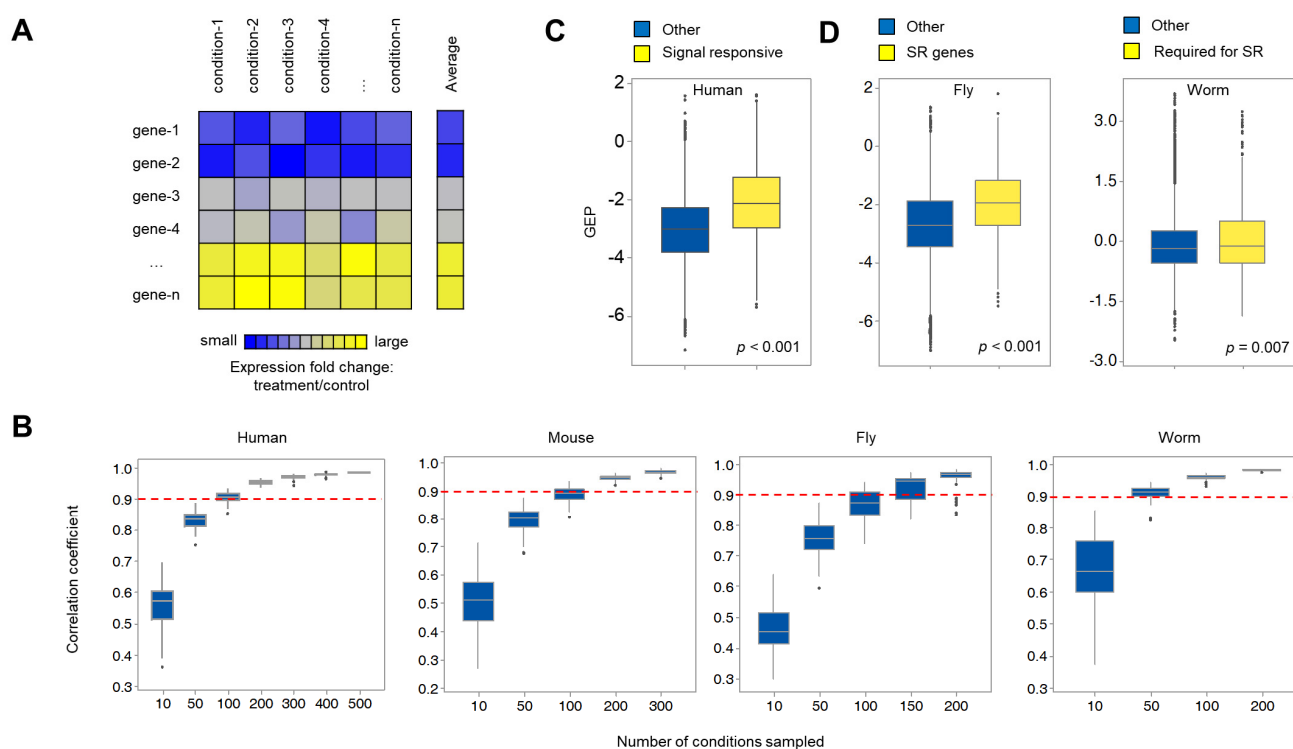 A
condition-1
condition-2
condition-3
condition-4
...
condition-n
Average
gene-1
gene-2
gene-3
gene-4
...
gene-n
small
large
Expression fold change:
treatment/control
C
Other
Signal responsive
Human
GEP
2
0
-2
-4
-6
p < 0.001
D
Other
SR genes
Fly
2
0
-2
-4
-6
p < 0.001
Other
Required for SR
Worm
3.0
1.5
0.0
-1.5
-3.0
p = 0.007
B
Correlation coefficient
Human
1.0
0.9
0.8
0.7
0.6
0.5
0.4
0.3
10 50 100 200 300 400 500
Mouse
1.0
0.9
0.8
0.7
0.6
0.5
0.4
0.3
0.2
10 50 100 200 300
Fly
1.0
0.9
0.8
0.7
0.6
0.5
0.4
0.3
10 50 100 150 200
Worm
1.0
0.9
0.8
0.7
0.6
0.5
0.4
0.3
10 50 100 200
Number of conditions sampled